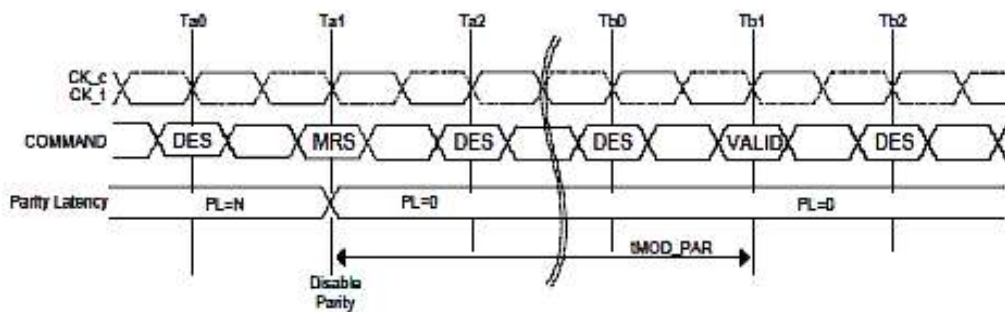 Ta0 Ta1 Ta2 Tb0 Tb1 Tb2
CK_c
CK_t
COMMAND DES MRS DES DES VALID DES
Parity Latency PL=N PL=0 PL=0
tMOD_PAR
Disable
Parity